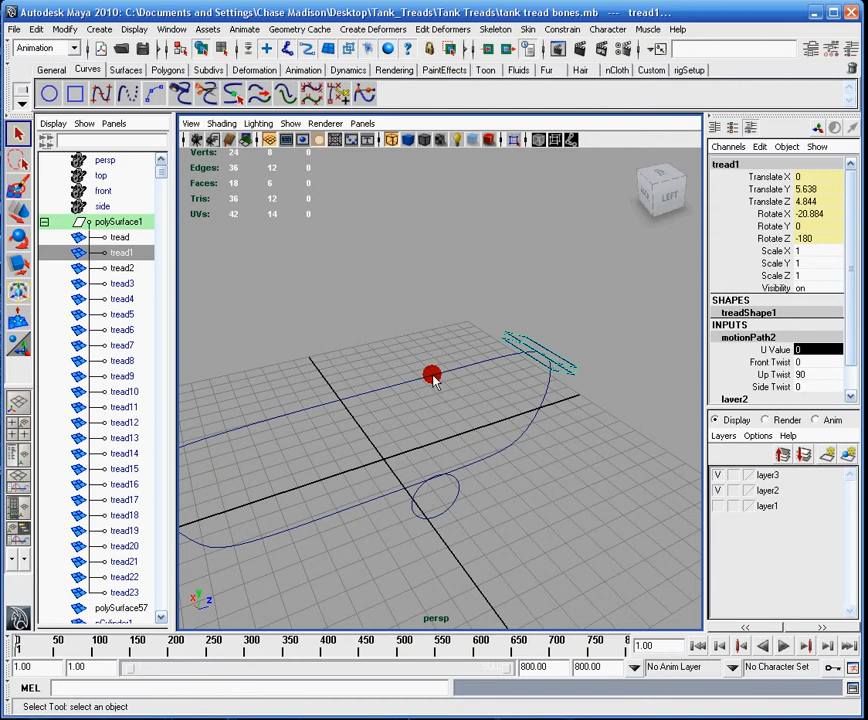 Autodesk Maya 2010: C:\Documents and Settings\Chase Madison\Desktop\Tank_Treads\Tank Treads\tank tread bones.mb --- tread1...
File Edit Modify Create Display Window Assets Animate Geometry Cache Create Deformers Edit Deformers Skeleton Skin Constrain Character Muscle Help
Animation
General Curves Surfaces Polygons Subdivs Deformation Animation Dynamics Rendering PaintEffects Toon Fluids Fur Hair nCloth Custom rigSetup
Display Show Panels
View Shading Lighting Show Renderer Panels
Channels Edit Object Show
persp
top
front
side
polySurface1
tread
tread1
tread2
tread3
tread4
tread5
tread6
tread7
tread8
tread9
tread10
tread11
tread12
tread13
tread14
tread15
tread16
tread17
tread18
tread19
tread20
tread21
tread22
tread23
polySurface57
Verts: 24 8 0
Edges: 36 12 0
Faces: 18 6 0
Tris: 36 12 0
UVs: 42 14 0
LEFT
y
x
z
persp
tread1
Translate X 0
Translate Y 5.638
Translate Z 4.844
Rotate X -20.884
Rotate Y 0
Rotate Z -180
Scale X 1
Scale Y 1
Scale Z 1
Visibility on
SHAPES
treadShape1
INPUTS
motionPath2
U Value 0
Front Twist 0
Up Twist 90
Side Twist 0
layer2
Display Render Anim
Layers Options Help
V layer3
V layer2
layer1
<< >>
1 50 100 150 200 250 300 350 400 450 500 550 600 650 700 750 8
1.00
1.00 1.00 800.00 800.00 No Anim Layer No Character Set
MEL
Select Tool: select an object